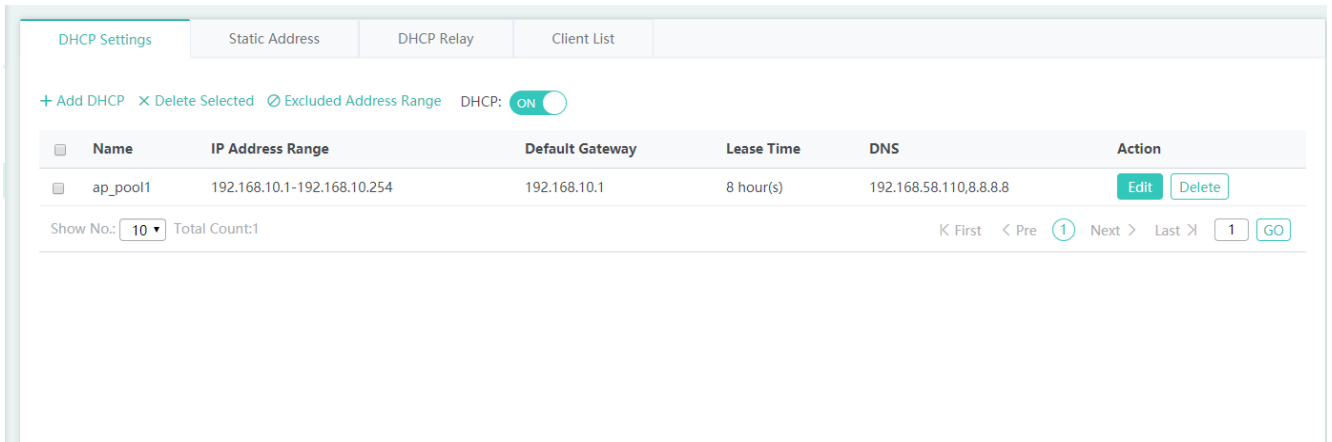 DHCP Settings Static Address DHCP Relay Client List
+ Add DHCP × Delete Selected Excluded Address Range DHCP: ON
Name IP Address Range Default Gateway Lease Time DNS Action
ap_pool1 192.168.10.1-192.168.10.254 192.168.10.1 8 hour(s) 192.168.58.110,8.8.8.8 Edit Delete
Show No.: 10 Total Count:1 First < Pre 1 Next > Last 1 GO